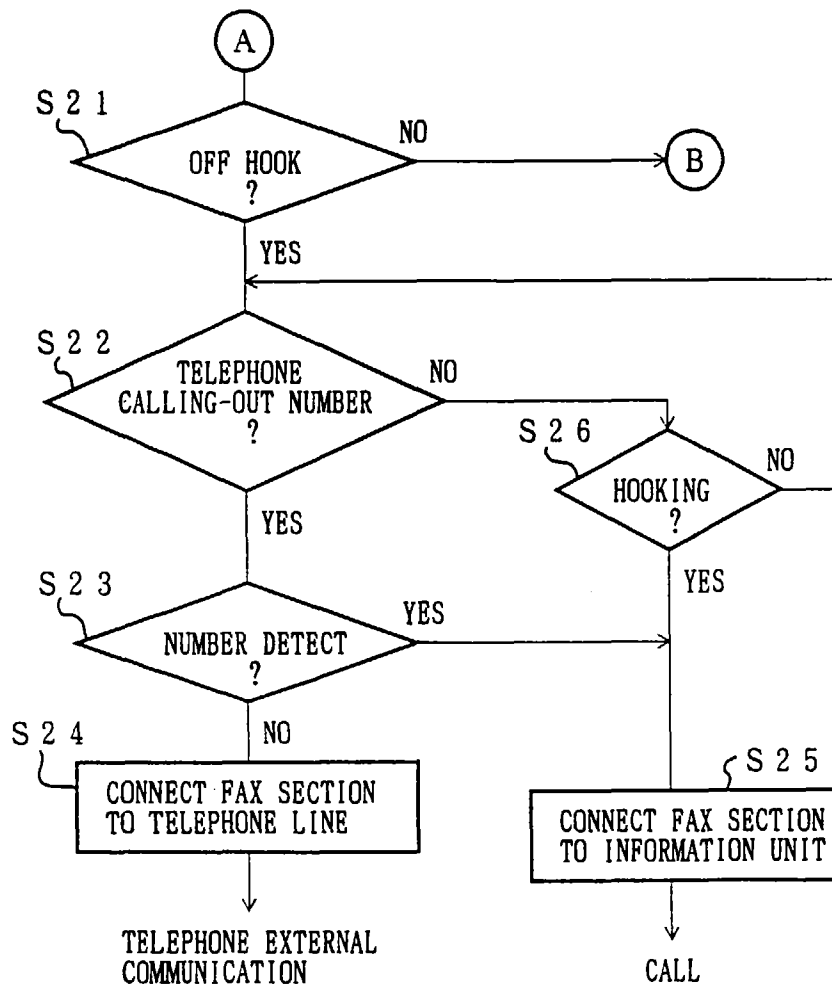 A
S21
OFF HOOK
?
NO
B
YES
S22
TELEPHONE
CALLING-OUT NUMBER
?
NO
S26
HOOKING
?
NO
YES
YES
S23
NUMBER DETECT
?
YES
NO
S24
CONNECT FAX SECTION
TO TELEPHONE LINE
S25
CONNECT FAX SECTION
TO INFORMATION UNIT
TELEPHONE EXTERNAL
COMMUNICATION
CALL